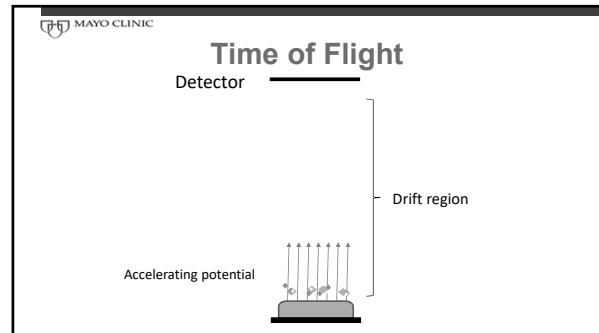 MAYO CLINIC
Time of Flight
Detector
Drift region
Accelerating potential